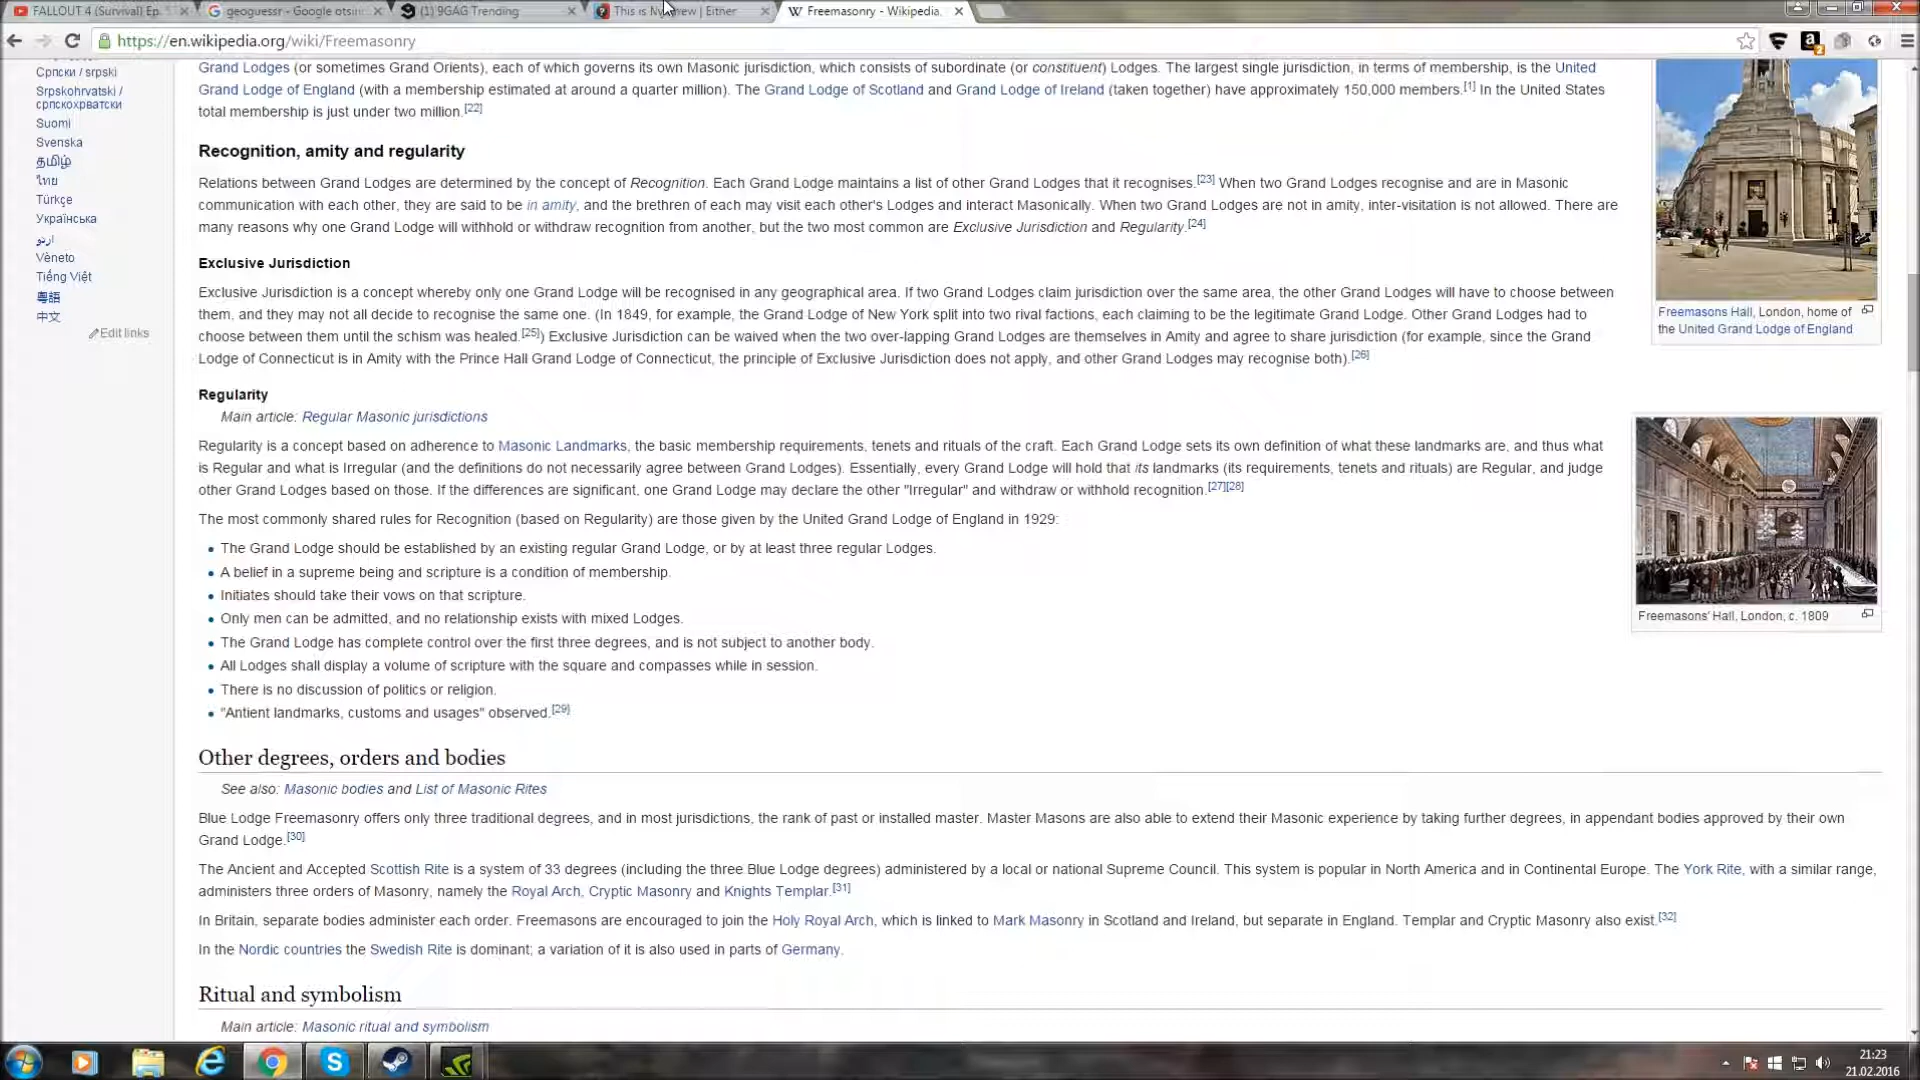 FALLOUT 4 (Survival) Ep.
geoguessr - Google otsin
(1) 9GAG Trending
This is My crew | Either
Freemasonry - Wikipedia,
https://en.wikipedia.org/wiki/Freemasonry
Српски / srpski
Srpskohrvatski /
српскохрватски
Suomi
Svenska
தமிழ்
ไทย
Türkçe
Українська
اردو
Vèneto
Tiếng Việt
粵語
中文
Edit links
Grand Lodges (or sometimes Grand Orients), each of which governs its own Masonic jurisdiction, which consists of subordinate (or constituent) Lodges. The largest single jurisdiction, in terms of membership, is the United
Grand Lodge of England (with a membership estimated at around a quarter million). The Grand Lodge of Scotland and Grand Lodge of Ireland (taken together) have approximately 150,000 members.[1] In the United States
total membership is just under two million.[22]
Recognition, amity and regularity
Relations between Grand Lodges are determined by the concept of Recognition. Each Grand Lodge maintains a list of other Grand Lodges that it recognises.[23] When two Grand Lodges recognise and are in Masonic
communication with each other, they are said to be in amity, and the brethren of each may visit each other's Lodges and interact Masonically. When two Grand Lodges are not in amity, inter-visitation is not allowed. There are
many reasons why one Grand Lodge will withhold or withdraw recognition from another, but the two most common are Exclusive Jurisdiction and Regularity.[24]
Exclusive Jurisdiction
Exclusive Jurisdiction is a concept whereby only one Grand Lodge will be recognised in any geographical area. If two Grand Lodges claim jurisdiction over the same area, the other Grand Lodges will have to choose between
them, and they may not all decide to recognise the same one. (In 1849, for example, the Grand Lodge of New York split into two rival factions, each claiming to be the legitimate Grand Lodge. Other Grand Lodges had to
choose between them until the schism was healed.[25]) Exclusive Jurisdiction can be waived when the two over-lapping Grand Lodges are themselves in Amity and agree to share jurisdiction (for example, since the Grand
Lodge of Connecticut is in Amity with the Prince Hall Grand Lodge of Connecticut, the principle of Exclusive Jurisdiction does not apply, and other Grand Lodges may recognise both).[26]
Freemasons Hall, London, home of
the United Grand Lodge of England
Regularity
Main article: Regular Masonic jurisdictions
Regularity is a concept based on adherence to Masonic Landmarks, the basic membership requirements, tenets and rituals of the craft. Each Grand Lodge sets its own definition of what these landmarks are, and thus what
is Regular and what is Irregular (and the definitions do not necessarily agree between Grand Lodges). Essentially, every Grand Lodge will hold that its landmarks (its requirements, tenets and rituals) are Regular, and judge
other Grand Lodges based on those. If the differences are significant, one Grand Lodge may declare the other "Irregular" and withdraw or withhold recognition.[27][28]
The most commonly shared rules for Recognition (based on Regularity) are those given by the United Grand Lodge of England in 1929:
The Grand Lodge should be established by an existing regular Grand Lodge, or by at least three regular Lodges.
A belief in a supreme being and scripture is a condition of membership.
Initiates should take their vows on that scripture.
Only men can be admitted, and no relationship exists with mixed Lodges.
The Grand Lodge has complete control over the first three degrees, and is not subject to another body.
All Lodges shall display a volume of scripture with the square and compasses while in session.
There is no discussion of politics or religion.
"Antient landmarks, customs and usages" observed.[29]
Freemasons' Hall, London, c. 1809
Other degrees, orders and bodies
See also: Masonic bodies and List of Masonic Rites
Blue Lodge Freemasonry offers only three traditional degrees, and in most jurisdictions, the rank of past or installed master. Master Masons are also able to extend their Masonic experience by taking further degrees, in appendant bodies approved by their own
Grand Lodge.[30]
The Ancient and Accepted Scottish Rite is a system of 33 degrees (including the three Blue Lodge degrees) administered by a local or national Supreme Council. This system is popular in North America and in Continental Europe. The York Rite, with a similar range,
administers three orders of Masonry, namely the Royal Arch, Cryptic Masonry and Knights Templar.[31]
In Britain, separate bodies administer each order. Freemasons are encouraged to join the Holy Royal Arch, which is linked to Mark Masonry in Scotland and Ireland, but separate in England. Templar and Cryptic Masonry also exist.[32]
In the Nordic countries the Swedish Rite is dominant; a variation of it is also used in parts of Germany.
Ritual and symbolism
Main article: Masonic ritual and symbolism
21:23
21.02.2016